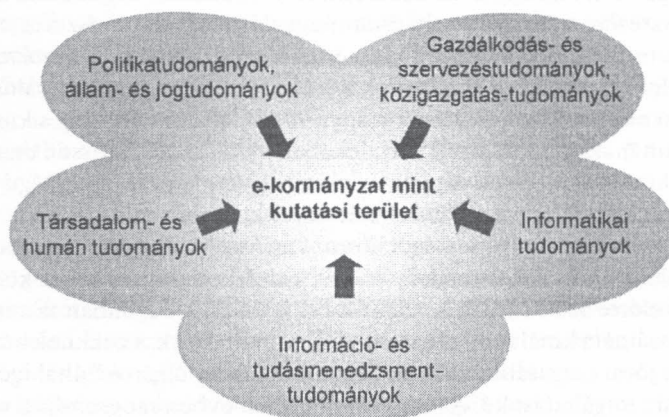 Politikatudományok,
állam- és jogtudományok
Gazdálkodás- és
szervezéstudományok,
közigazgatás-tudományok
e-kormányzat mint
kutatási terület
Társadalom- és
humán tudományok
Informatikai
tudományok
Információ- és
tudásmenedzsment-
tudományok